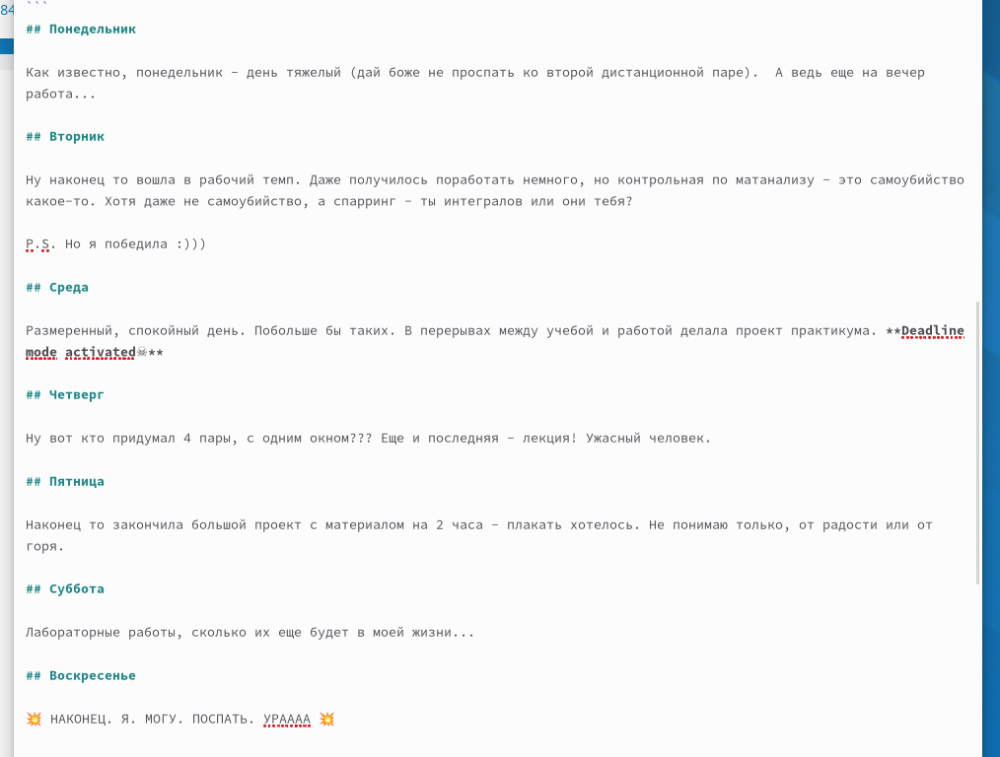 84
```
## Понедельник
Как известно, понедельник - день тяжелый (дай боже не проспать ко второй дистанционной паре).  А ведь еще на вечер
работа...
## Вторник
Ну наконец то вошла в рабочий темп. Даже получилось поработать немного, но контрольная по матанализу - это самоубийство
какое-то. Хотя даже не самоубийство, а спарринг - ты интегралов или они тебя?
P.S. Но я победила :)))
## Среда
Размеренный, спокойный день. Побольше бы таких. В перерывах между учебой и работой делала проект практикума. **Deadline
mode activated☠**
## Четверг
Ну вот кто придумал 4 пары, с одним окном??? Еще и последняя - лекция! Ужасный человек.
## Пятница
Наконец то закончила большой проект с материалом на 2 часа - плакать хотелось. Не понимаю только, от радости или от
горя.
## Суббота
Лабораторные работы, сколько их еще будет в моей жизни...
## Воскресенье
💥 НАКОНЕЦ. Я. МОГУ. ПОСПАТЬ. УРАААА 💥